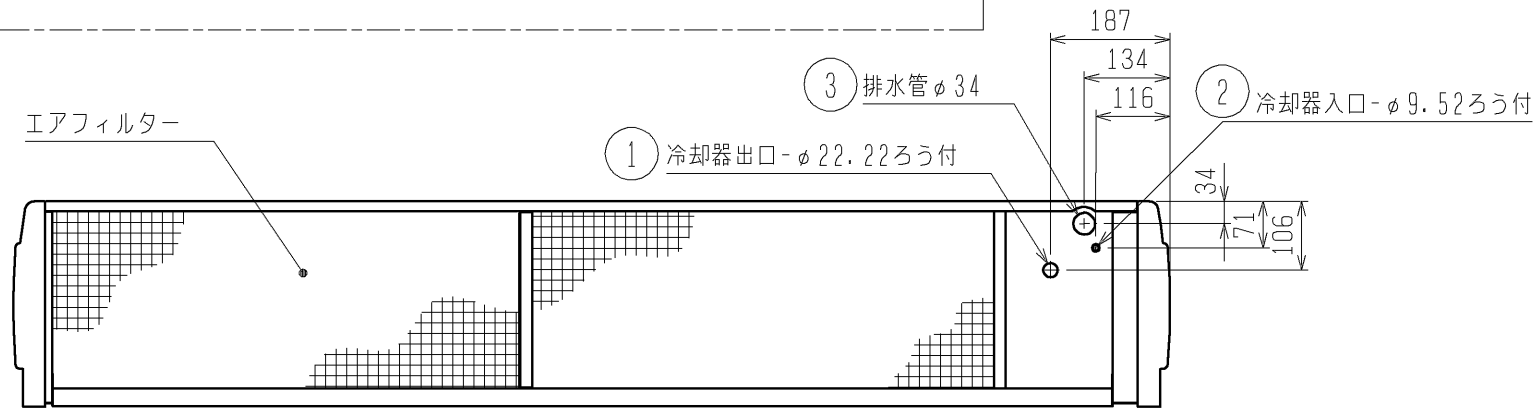 187
134
③ 排水管φ34
116
② 冷却器入口-φ9.52ろう付
エアフィルター
① 冷却器出口-φ22.22ろう付
34
71
106